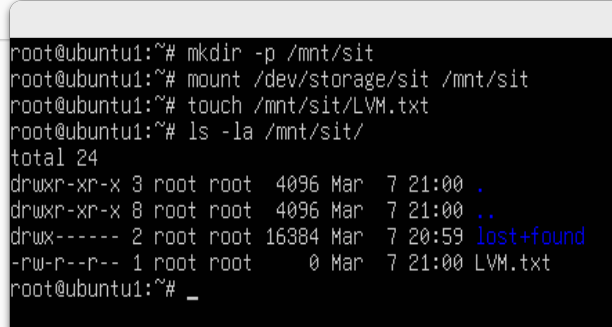 root@ubuntu1:~# mkdir -p /mnt/sit
root@ubuntu1:~# mount /dev/storage/sit /mnt/sit
root@ubuntu1:~# touch /mnt/sit/LVM.txt
root@ubuntu1:~# ls -la /mnt/sit/
total 24
drwxr-xr-x 3 root root  4096 Mar  7 21:00 .
drwxr-xr-x 8 root root  4096 Mar  7 21:00 ..
drwx------ 2 root root 16384 Mar  7 20:59 lost+found
-rw-r--r-- 1 root root     0 Mar  7 21:00 LVM.txt
root@ubuntu1:~# _